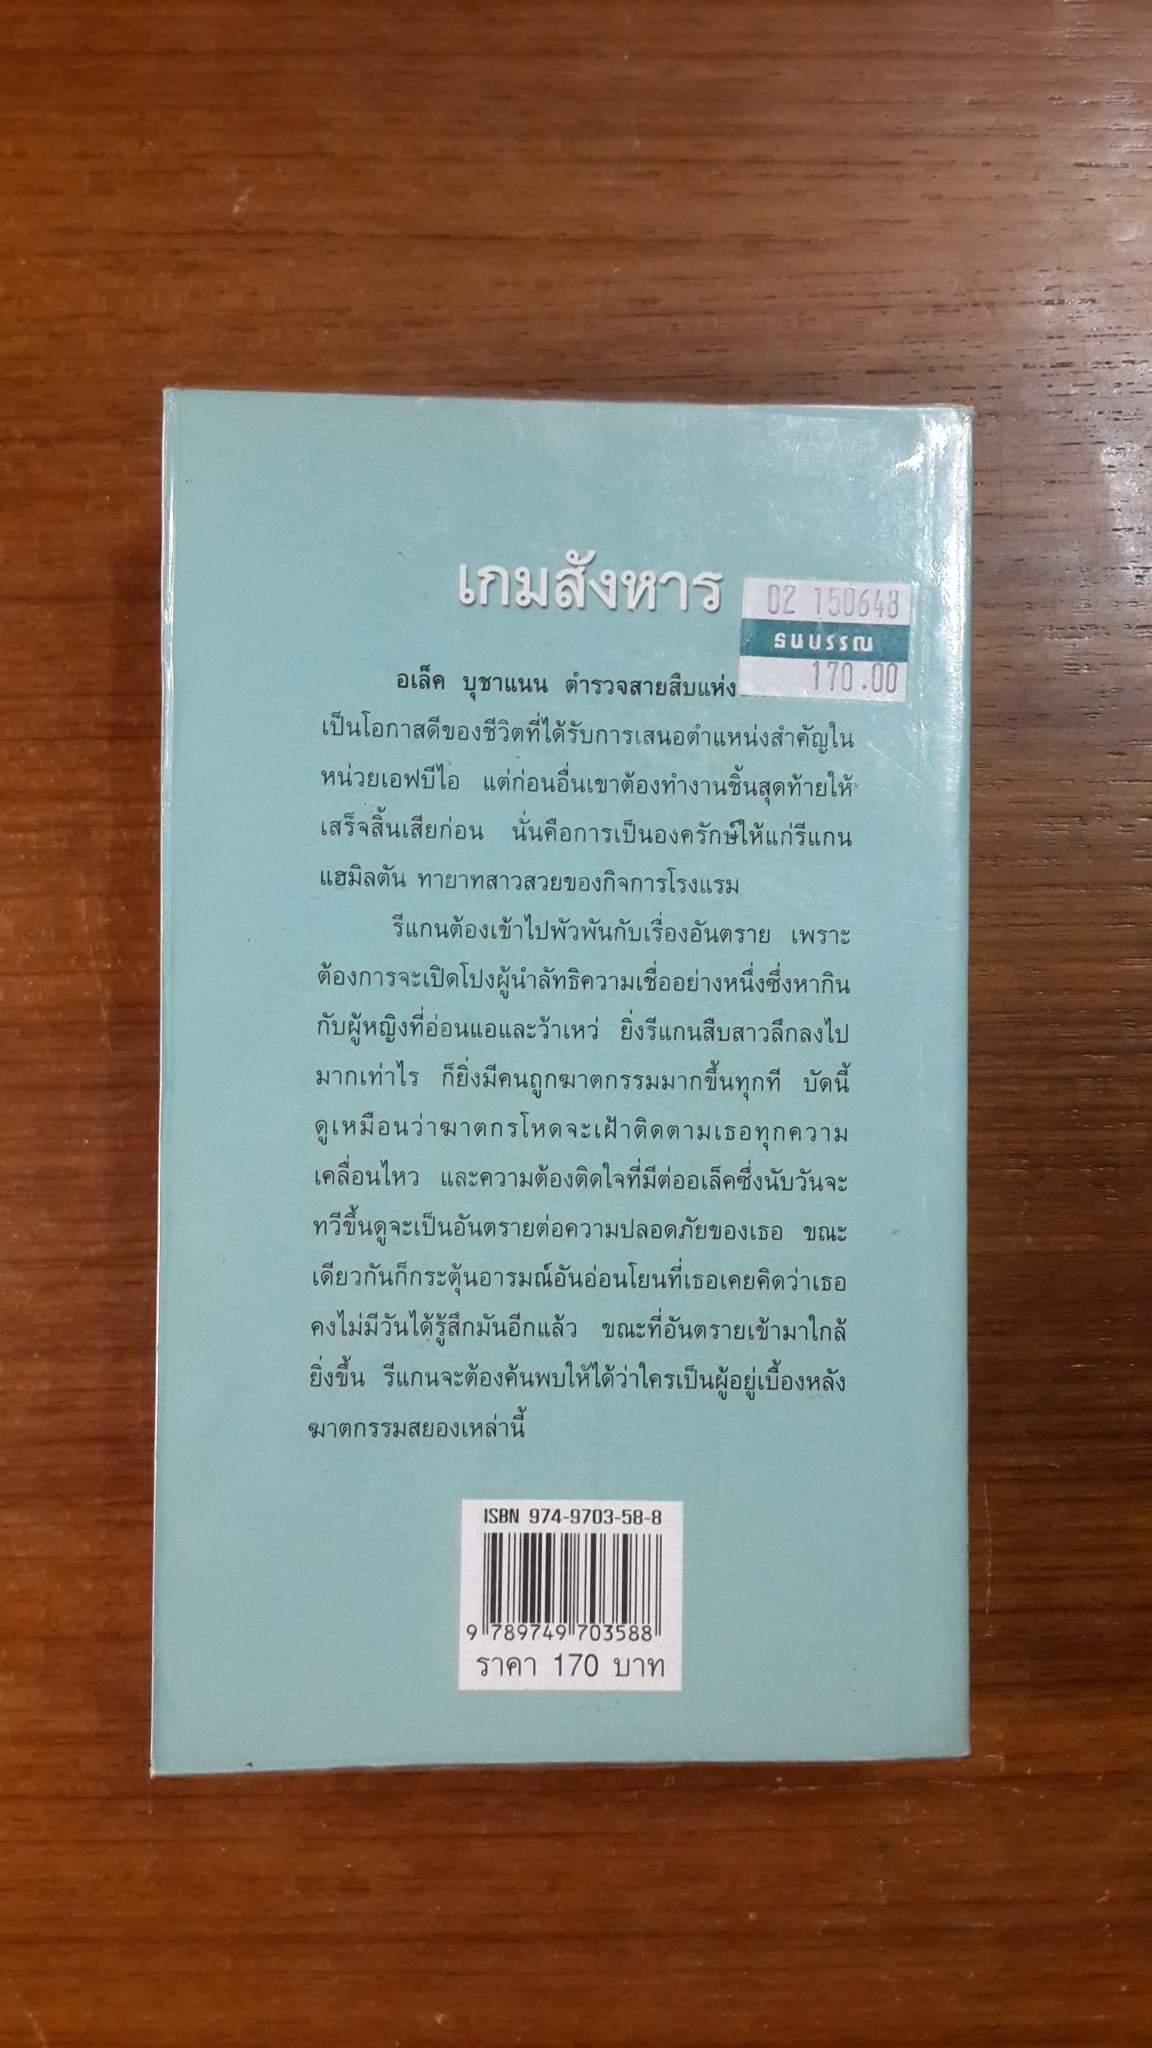 เกมสังหาร
02 150648
ธนบรรณ
170.00
อเล็ค บุชาแนน ตำรวจสายสืบแห่ง
เป็นโอกาสดีของชีวิตที่ได้รับการเสนอตำแหน่งสำคัญใน
หน่วยเอฟบีไอ แต่ก่อนอื่นเขาต้องทำงานชิ้นสุดท้ายให้
เสร็จสิ้นเสียก่อน นั่นคือการเป็นองครักษ์ให้แก่รีแกน
แฮมิลตัน ทายาทสาวสวยของกิจการโรงแรม
รีแกนต้องเข้าไปพัวพันกับเรื่องอันตราย เพราะ
ต้องการจะเปิดโปงผู้นำลัทธิความเชื่ออย่างหนึ่งซึ่งหากิน
กับผู้หญิงที่อ่อนแอและว้าเหว่ ยิ่งรีแกนสืบสาวลึกลงไป
มากเท่าไร ก็ยิ่งมีคนถูกฆาตกรรมมากขึ้นทุกที บัดนี้
ดูเหมือนว่าฆาตกรโหดจะเฝ้าติดตามเธอทุกความ
เคลื่อนไหว และความต้องติดใจที่มีต่ออเล็คซึ่งนับวันจะ
ทวีขึ้นดูจะเป็นอันตรายต่อความปลอดภัยของเธอ ขณะ
เดียวกันก็กระตุ้นอารมณ์อันอ่อนโยนที่เธอเคยคิดว่าเธอ
คงไม่มีวันได้รู้สึกมันอีกแล้ว ขณะที่อันตรายเข้ามาใกล้
ยิ่งขึ้น รีแกนจะต้องค้นพบให้ได้ว่าใครเป็นผู้อยู่เบื้องหลัง
ฆาตกรรมสยองเหล่านี้
ISBN 974-9703-58-8
9 789749 703588
ราคา 170 บาท